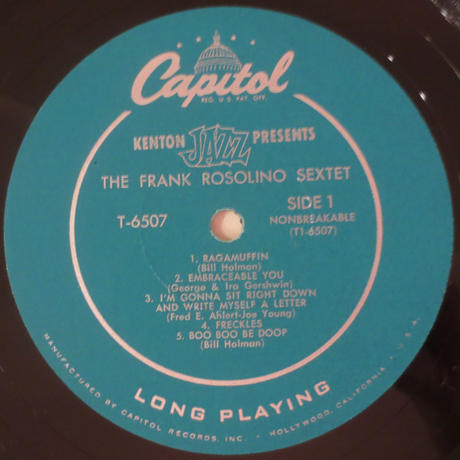 Capitol
REG. U.S. PAT. OFF.
KENTON JAZZ PRESENTS
THE FRANK ROSOLINO SEXTET
T-6507
SIDE 1
NONBREAKABLE
(T1-6507)
1. RAGAMUFFIN
(Bill Holman)
2. EMBRACEABLE YOU
(George & Ira Gershwin)
3. I'M GONNA SIT RIGHT DOWN
AND WRITE MYSELF A LETTER
(Fred E. Ahlert-Joe Young)
4. FRECKLES
5. BOO BOO BE DOOP
(Bill Holman)
LONG PLAYING
MANUFACTURED BY CAPITOL RECORDS, INC. • HOLLYWOOD, CALIFORNIA • U.S.A.